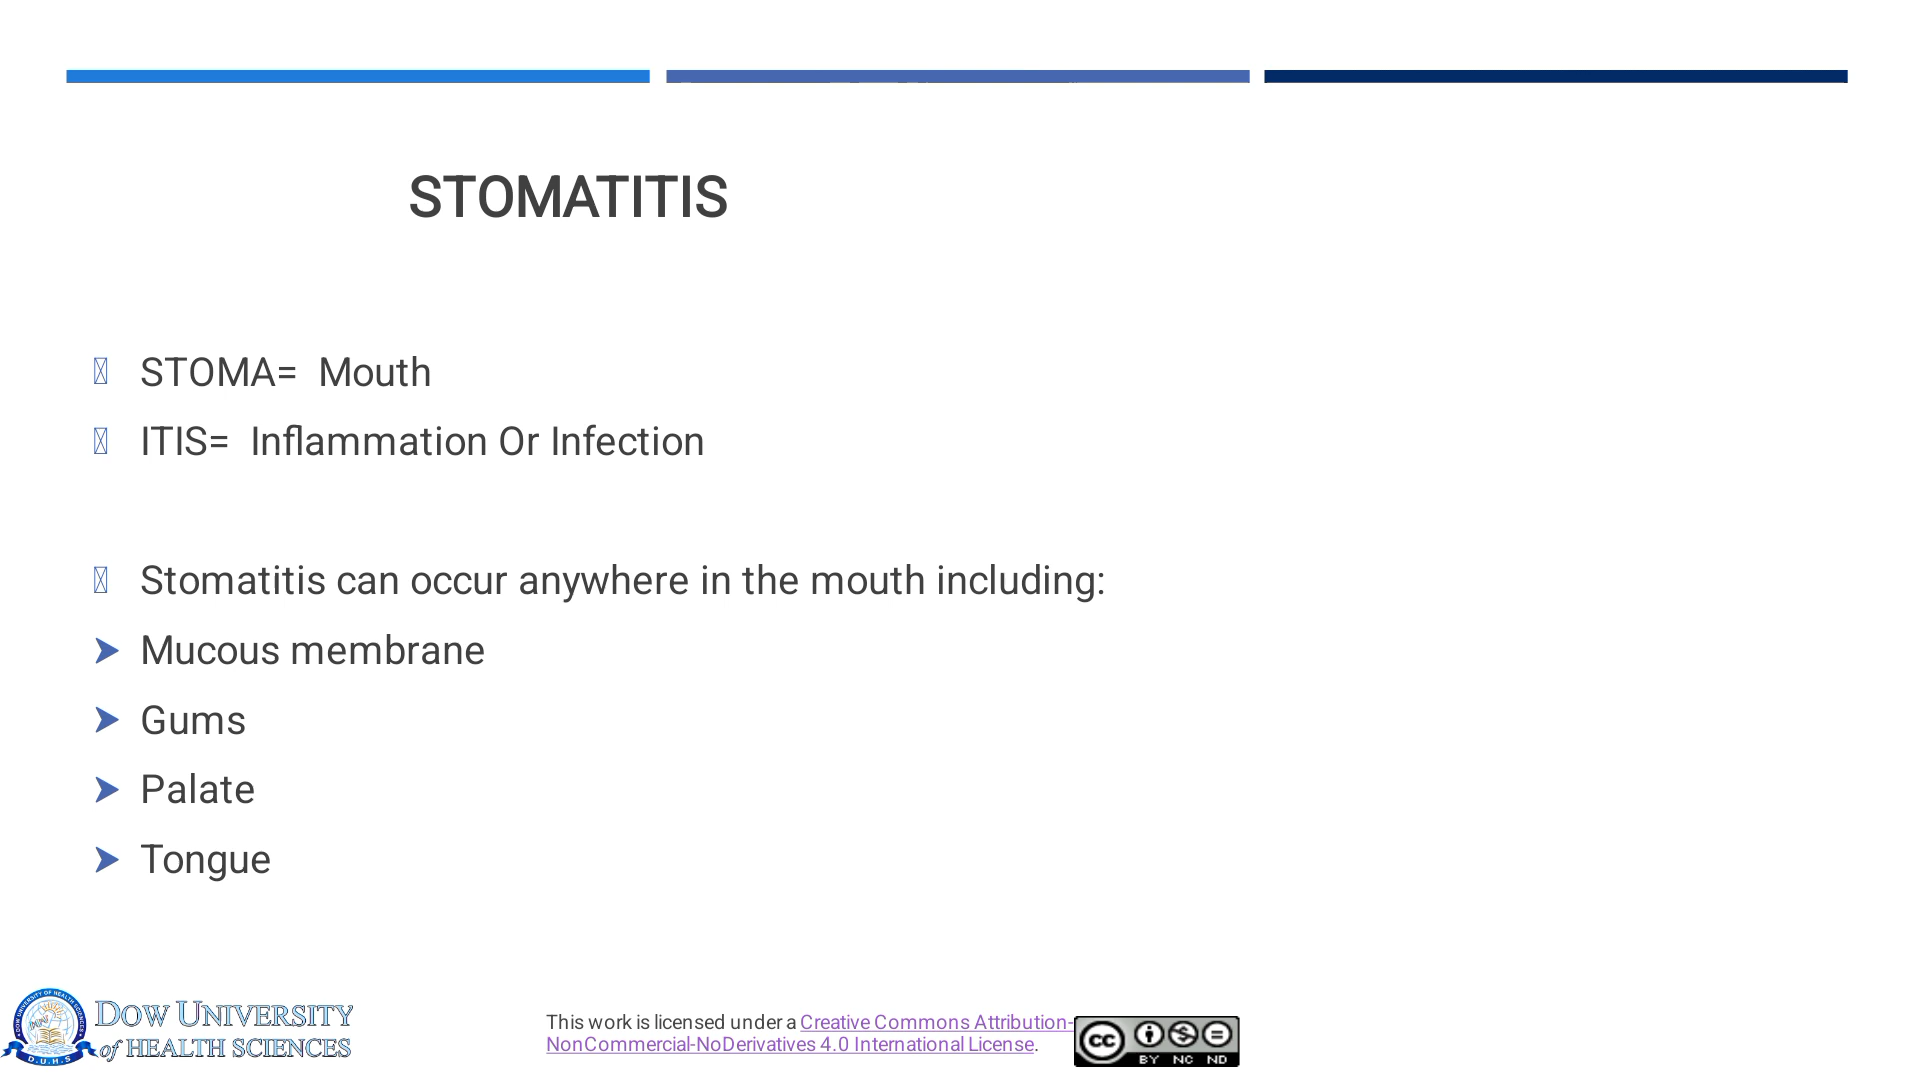 STOMATITIS
STOMA= Mouth
ITIS= Inflammation Or Infection
Stomatitis can occur anywhere in the mouth including:
Mucous membrane
Gums
Palate
Tongue
DOW UNIVERSITY
of HEALTH SCIENCES
D.U.H.S
This work is licensed under a Creative Commons Attribution-
NonCommercial-NoDerivatives 4.0 International License.
cc
BY NC ND